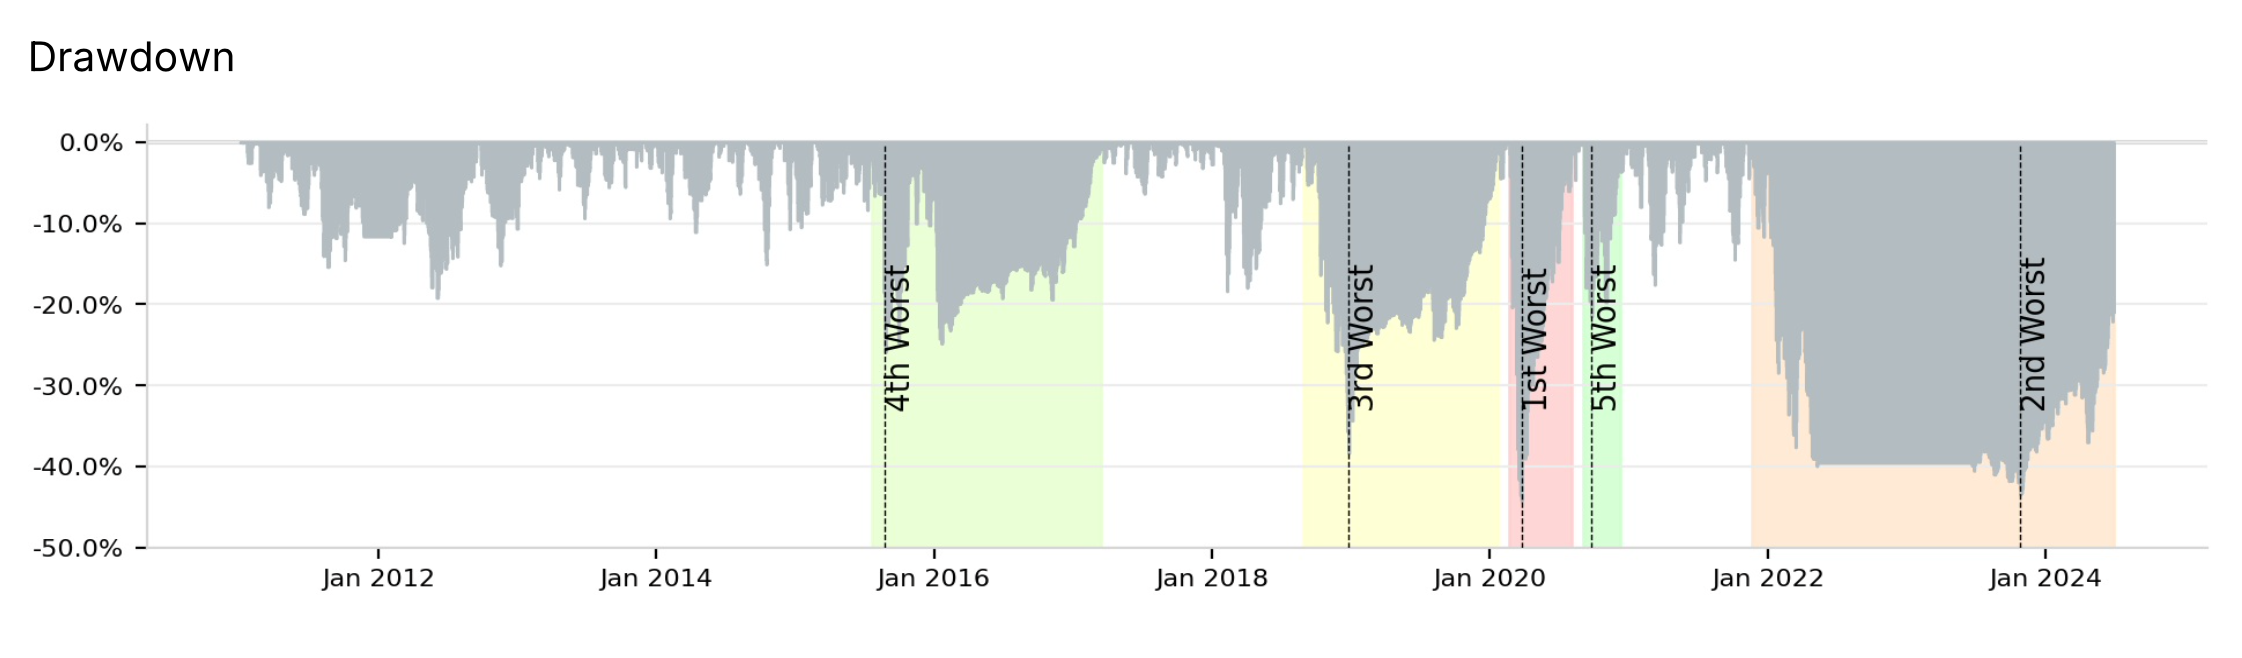 Drawdown
0.0%
-10.0%
-20.0%
-30.0%
-40.0%
-50.0%
4th Worst
3rd Worst
1st Worst
5th Worst
2nd Worst
Jan 2012
Jan 2014
Jan 2016
Jan 2018
Jan 2020
Jan 2022
Jan 2024